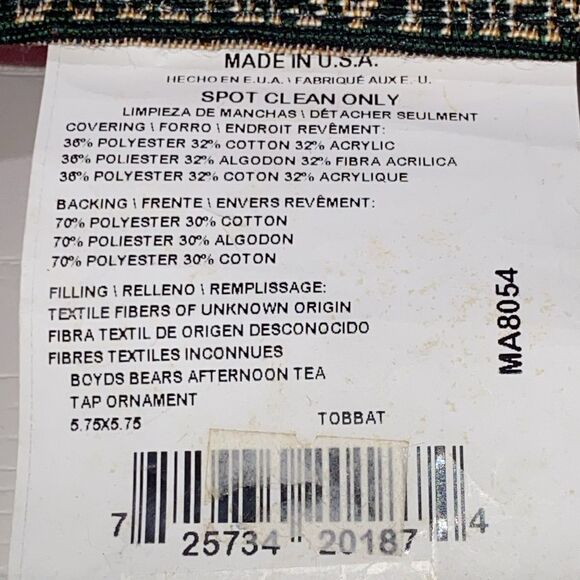 MADE IN U.S.A.
HECHO EN E.U.A. \ FABRIQUÉ AUX E. U.
SPOT CLEAN ONLY
LIMPIEZA DE MANCHAS \ DÉTACHER SEULMENT
COVERING \ FORRO \ ENDROIT REVÊMENT:
36% POLYESTER 32% COTTON 32% ACRYLIC
36% POLIESTER 32% ALGODON 32% FIBRA ACRILICA
36% POLYESTER 32% COTON 32% ACRYLIQUE
BACKING \ FRENTE \ ENVERS REVÊMENT:
70% POLYESTER 30% COTTON
70% POLIESTER 30% ALGODON
70% POLYESTER 30% COTON
FILLING \ RELLENO \ REMPLISSAGE:
TEXTILE FIBERS OF UNKNOWN ORIGIN
FIBRA TEXTIL DE ORIGEN DESCONOCIDO
FIBRES TEXTILES INCONNUES
BOYDS BEARS AFTERNOON TEA
TAP ORNAMENT
5.75X5.75 TOBBAT
MA8054
7 25734 20187 4